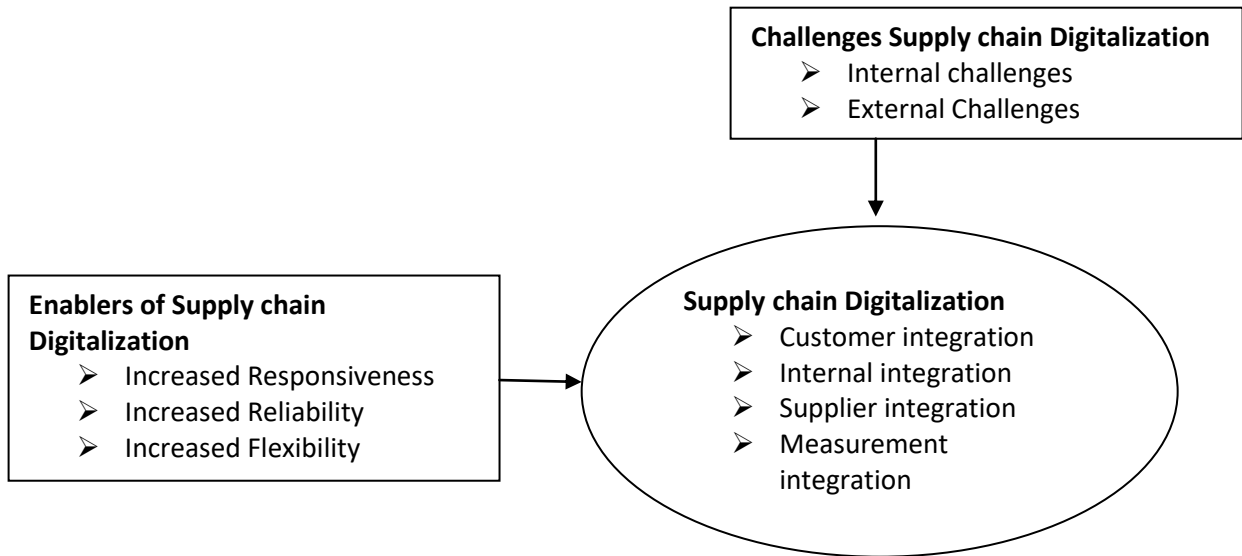 Challenges Supply chain Digitalization
➢ Internal challenges
➢ External Challenges
Enablers of Supply chain
Digitalization
➢ Increased Responsiveness
➢ Increased Reliability
➢ Increased Flexibility
Supply chain Digitalization
➢ Customer integration
➢ Internal integration
➢ Supplier integration
➢ Measurement
integration